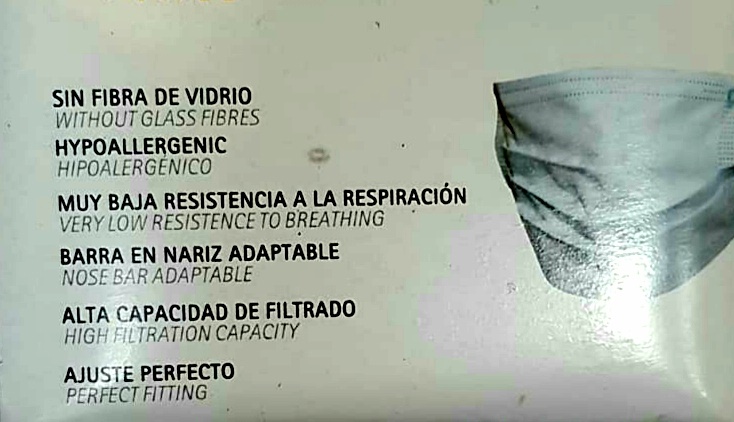 SIN FIBRA DE VIDRIO
WITHOUT GLASS FIBRES
HYPOALLERGENIC
HIPOALERGÉNICO
MUY BAJA RESISTENCIA A LA RESPIRACIÓN
VERY LOW RESISTENCE TO BREATHING
BARRA EN NARIZ ADAPTABLE
NOSE BAR ADAPTABLE
ALTA CAPACIDAD DE FILTRADO
HIGH FILTRATION CAPACITY
AJUSTE PERFECTO
PERFECT FITTING